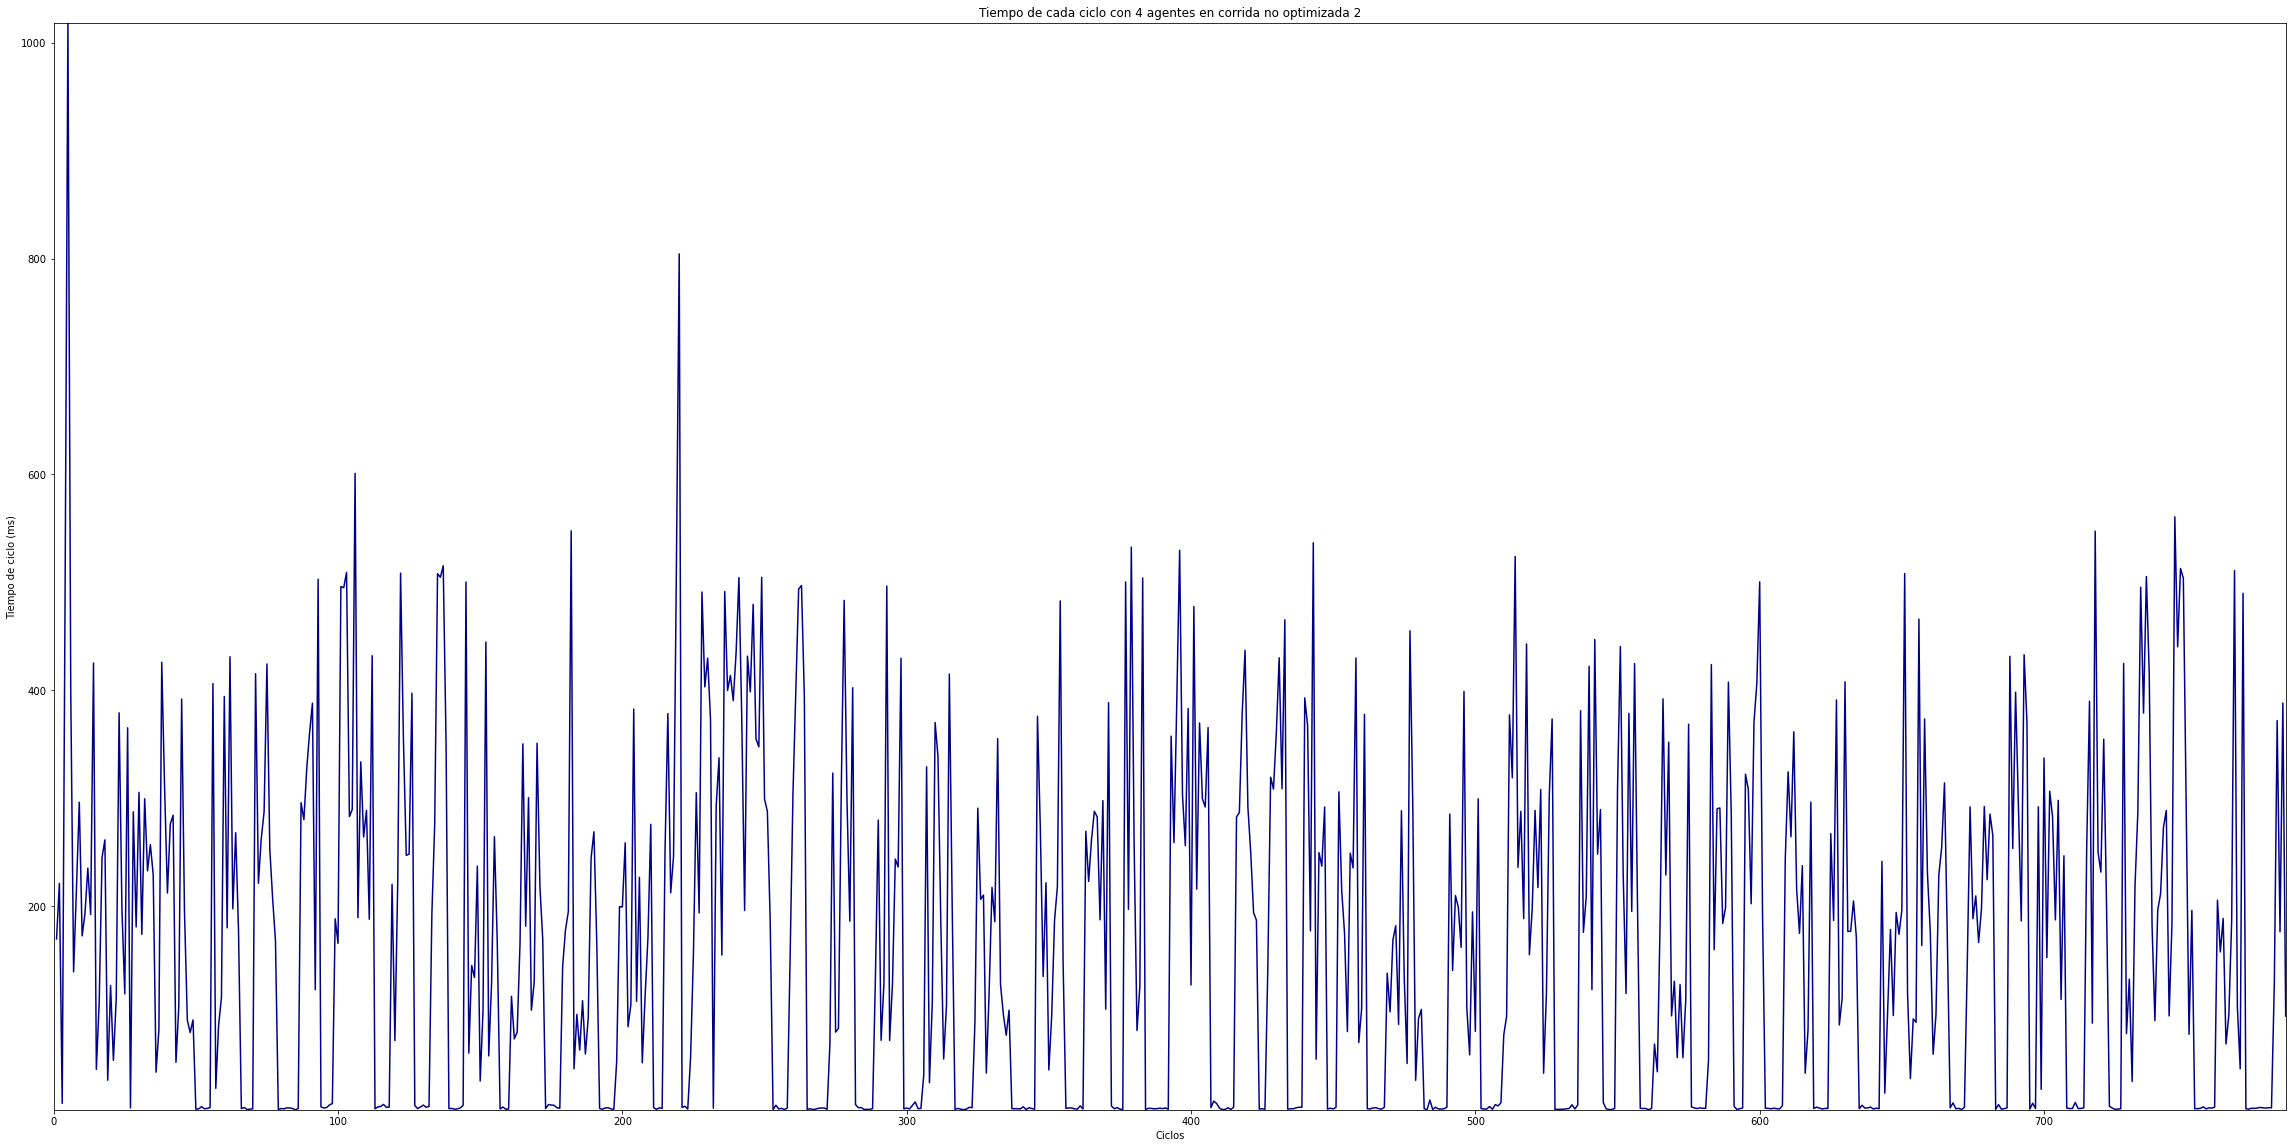 Tiempo de cada ciclo con 4 agentes en corrida no optimizada 2
1000
800
600
400
200
Tiempo de ciclo (ms)
0 100 200 300 400 500 600 700
Ciclos